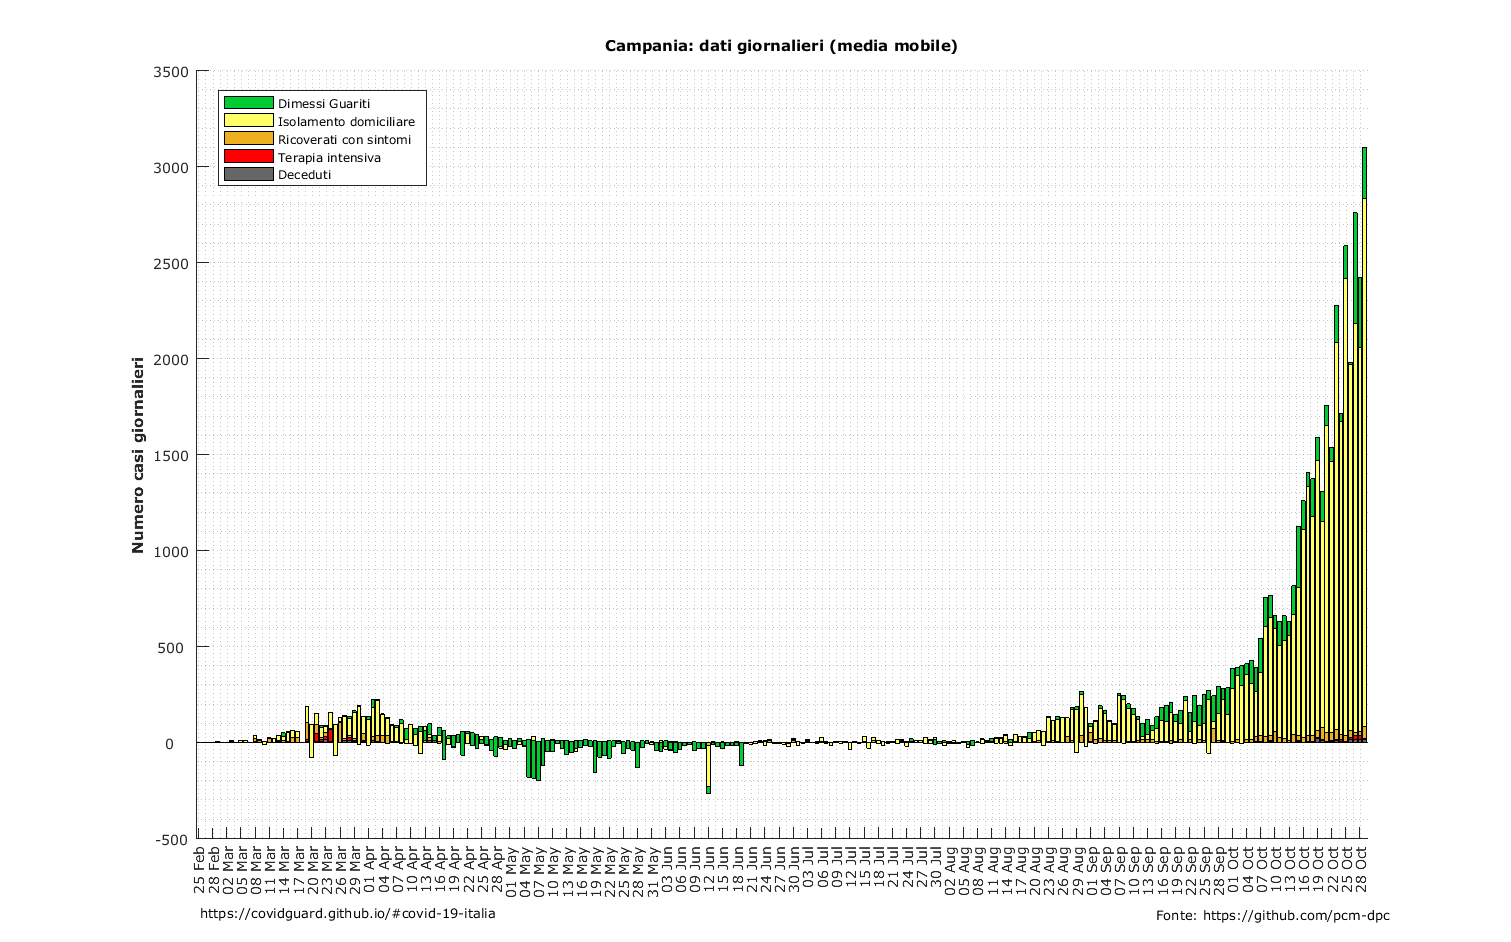 Campania: dati giornalieri (media mobile)
3500
3000
2500
2000
1500
1000
500
0
-500
Numero casi giornalieri
Dimessi Guariti
Isolamento domiciliare
Ricoverati con sintomi
Terapia intensiva
Deceduti
25 Feb
28 Feb
02 Mar
05 Mar
08 Mar
11 Mar
14 Mar
17 Mar
20 Mar
23 Mar
26 Mar
29 Mar
01 Apr
04 Apr
07 Apr
10 Apr
13 Apr
16 Apr
19 Apr
22 Apr
25 Apr
28 Apr
01 May
04 May
07 May
10 May
13 May
16 May
19 May
22 May
25 May
28 May
31 May
03 Jun
06 Jun
09 Jun
12 Jun
15 Jun
18 Jun
21 Jun
24 Jun
27 Jun
30 Jun
03 Jul
06 Jul
09 Jul
12 Jul
15 Jul
18 Jul
21 Jul
24 Jul
27 Jul
30 Jul
02 Aug
05 Aug
08 Aug
11 Aug
14 Aug
17 Aug
20 Aug
23 Aug
26 Aug
29 Aug
01 Sep
04 Sep
07 Sep
10 Sep
13 Sep
16 Sep
19 Sep
22 Sep
25 Sep
28 Sep
01 Oct
04 Oct
07 Oct
10 Oct
13 Oct
16 Oct
19 Oct
22 Oct
25 Oct
28 Oct
https://covidguard.github.io/#covid-19-italia
Fonte: https://github.com/pcm-dpc